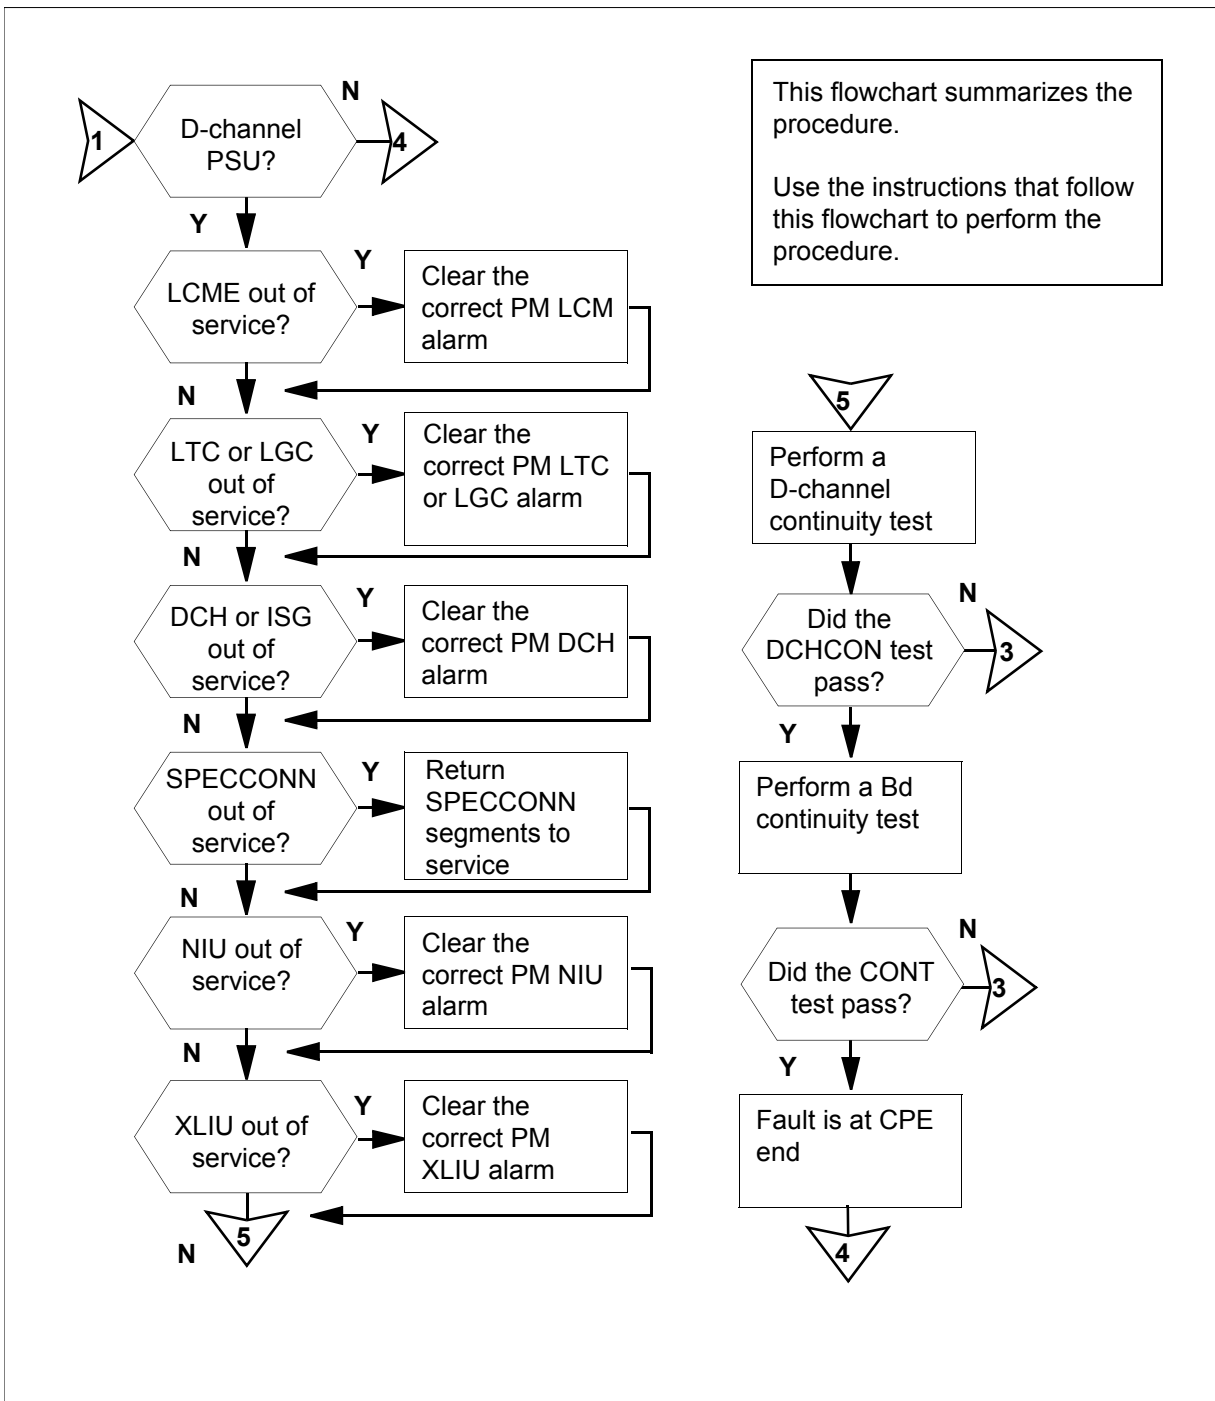 1
D-channel
PSU?
N
4
Y
LCME out of
service?
Y
Clear the
correct PM LCM
alarm
N
LTC or LGC
out of
service?
Y
Clear the
correct PM LTC
or LGC alarm
N
DCH or ISG
out of
service?
Y
Clear the
correct PM DCH
alarm
N
SPECCONN
out of
service?
Y
Return
SPECCONN
segments to
service
N
NIU out of
service?
Y
Clear the
correct PM NIU
alarm
N
XLIU out of
service?
Y
Clear the
correct PM
XLIU alarm
N
5
This flowchart summarizes the
procedure.
Use the instructions that follow
this flowchart to perform the
procedure.
5
Perform a
D-channel
continuity test
Did the
DCHCON test
pass?
N
3
Y
Perform a Bd
continuity test
Did the CONT
test pass?
N
3
Y
Fault is at CPE
end
4